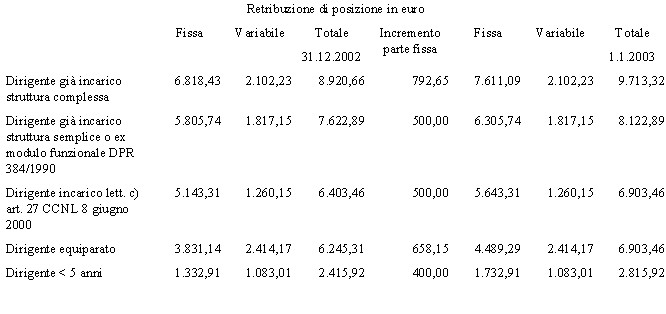 Retribuzione di posizione in euro
Fissa Variabile Totale Incremento parte fissa Fissa Variabile Totale
31.12.2002 1.1.2003
Dirigente già incarico 6.818,43 2.102,23 8.920,66 792,65 7.611,09 2.102,23 9.713,32
struttura complessa
Dirigente già incarico 5.805,74 1.817,15 7.622,89 500,00 6.305,74 1.817,15 8.122,89
struttura semplice o ex
modulo funzionale DPR
384/1990
Dirigente incarico lett. c) 5.143,31 1.260,15 6.403,46 500,00 5.643,31 1.260,15 6.903,46
art. 27 CCNL 8 giugno
2000
Dirigente equiparato 3.831,14 2.414,17 6.245,31 658,15 4.489,29 2.414,17 6.903,46
Dirigente < 5 anni 1.332,91 1.083,01 2.415,92 400,00 1.732,91 1.083,01 2.815,92